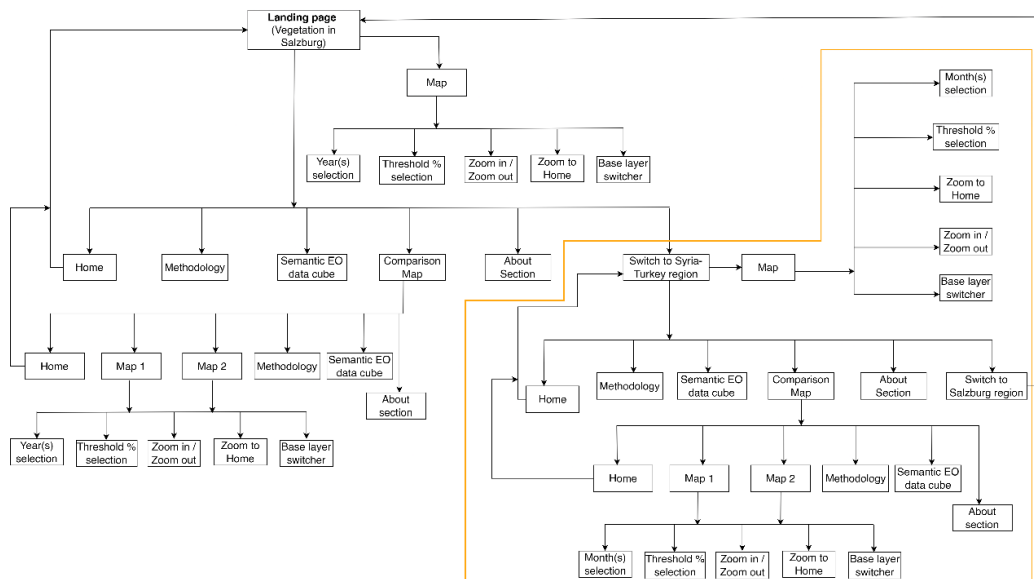 Landing page
(Vegetation in
Salzburg)
Map
Year(s)
selection
Threshold %
selection
Zoom in /
Zoom out
Zoom to
Home
Base layer
switcher
Month(s)
selection
Threshold %
selection
Zoom to
Home
Zoom in /
Zoom out
Base layer
switcher
Home
Methodology
Semantic EO
data cube
Comparison
Map
About
Section
Switch to Syria-
Turkey region
Map
Home
Map 1
Map 2
Methodology
Semantic EO
data cube
About
section
Year(s)
selection
Threshold %
selection
Zoom in /
Zoom out
Zoom to
Home
Base layer
switcher
Home
Methodology
Semantic EO
data cube
Comparison
Map
About
Section
Switch to
Salzburg region
Home
Map 1
Map 2
Methodology
Semantic EO
data cube
About
section
Month(s)
selection
Threshold %
selection
Zoom in /
Zoom out
Zoom to
Home
Base layer
switcher